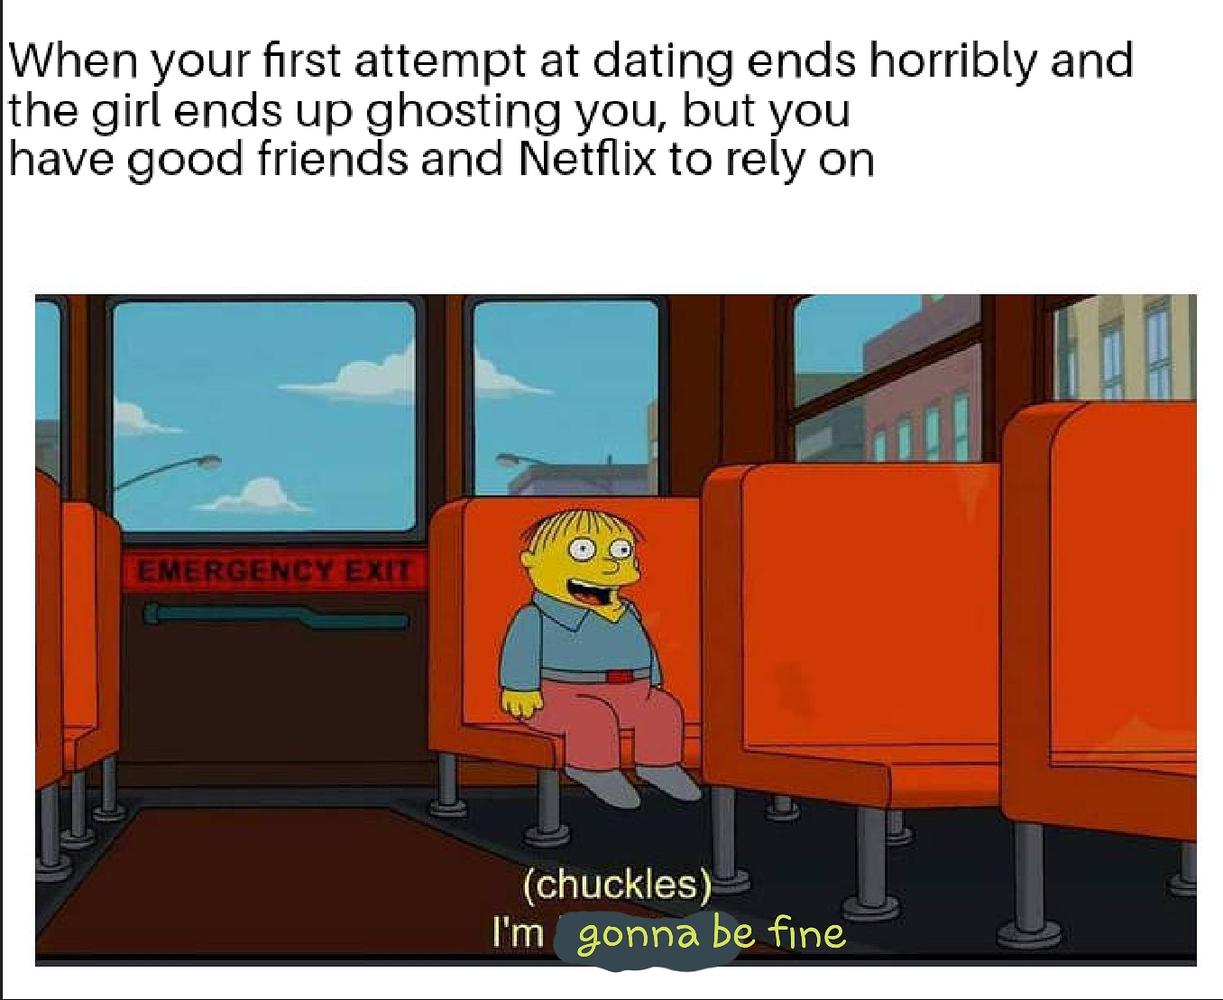 When your first attempt at dating ends horribly and
the girl ends up ghosting you, but you
have good friends and Netflix to rely on
EMERGENCY EXIT
(chuckles)
I'm gonna be fine